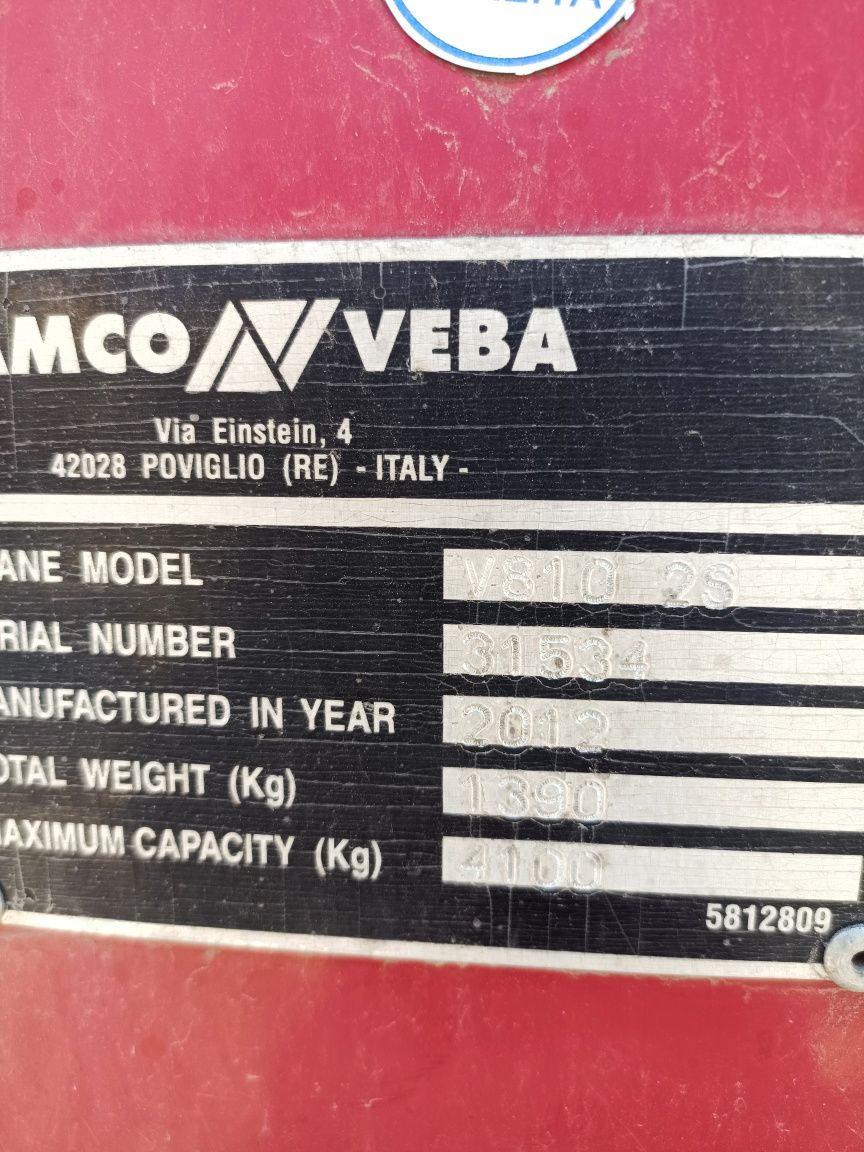 AMCO VEBA
Via Einstein, 4
42028 POVIGLIO (RE) - ITALY -
ANE MODEL V810 2S
RIAL NUMBER 31534
ANUFACTURED IN YEAR 2012
OTAL WEIGHT (Kg) 1390
MAXIMUM CAPACITY (Kg) 4100
5812809